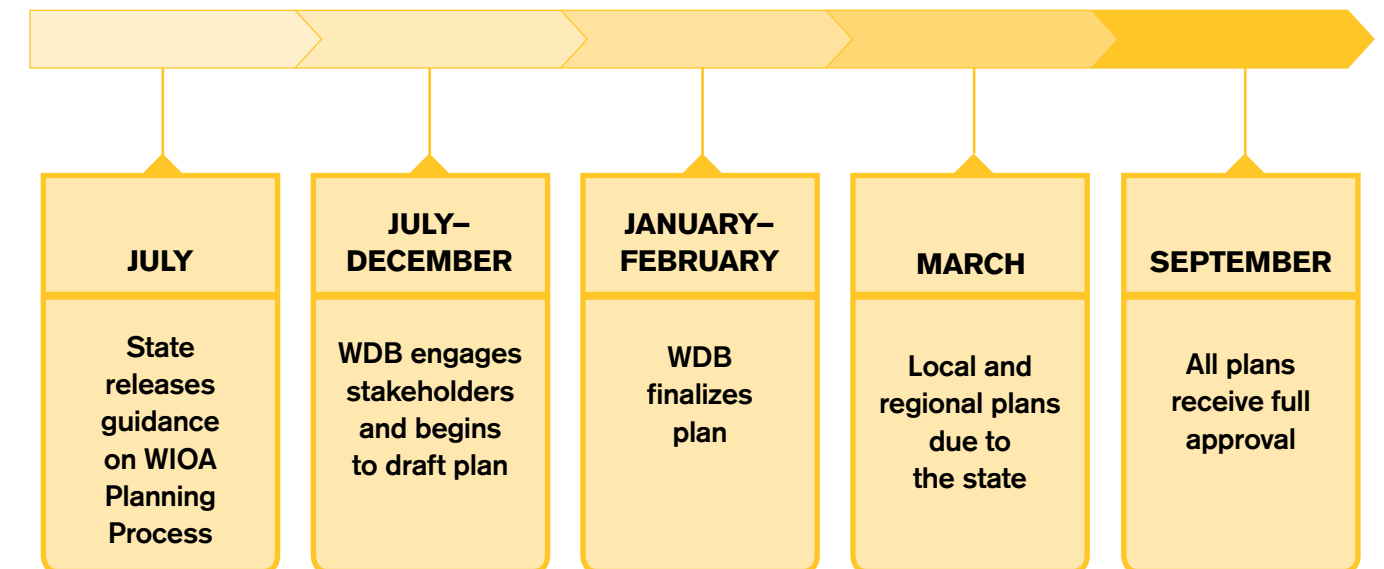 JULY
State
releases
guidance
on WIOA
Planning
Process
JULY–
DECEMBER
WDB engages
stakeholders
and begins
to draft plan
JANUARY–
FEBRUARY
WDB
finalizes
plan
MARCH
Local and
regional plans
due to
the state
SEPTEMBER
All plans
receive full
approval